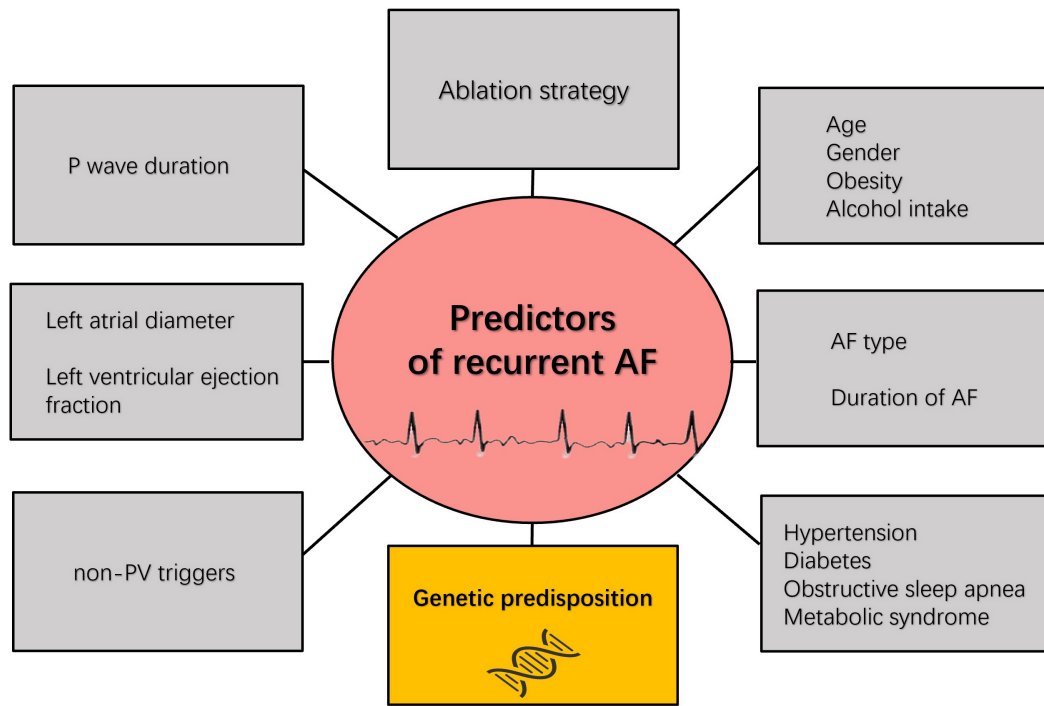 Ablation strategy
P wave duration
Age
Gender
Obesity
Alcohol intake
Left atrial diameter
Left ventricular ejection
fraction
Predictors
of recurrent AF
AF type
Duration of AF
non-PV triggers
Genetic predisposition
Hypertension
Diabetes
Obstructive sleep apnea
Metabolic syndrome